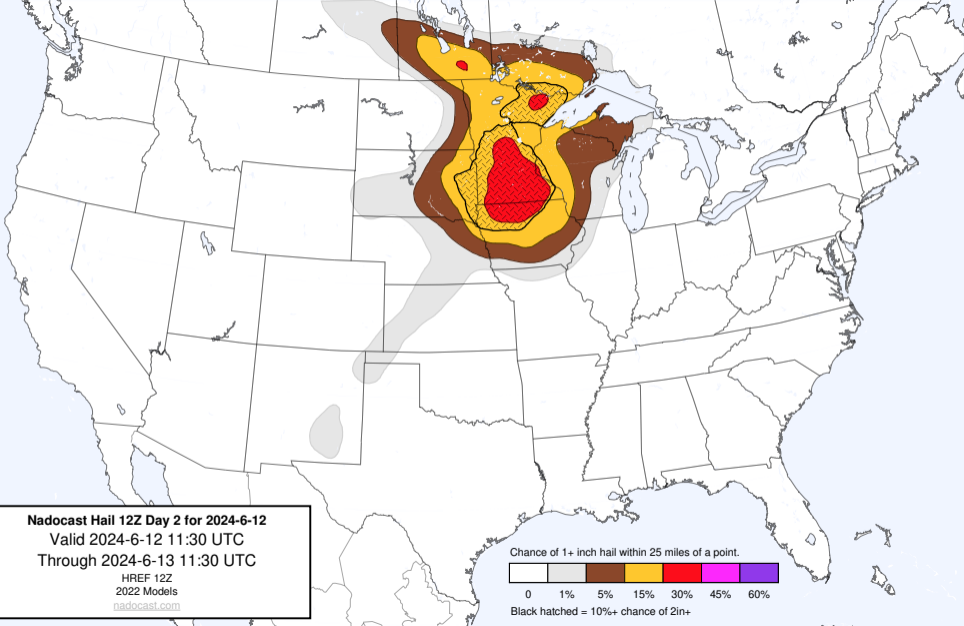 Nadocast Hail 12Z Day 2 for 2024-6-12
Valid 2024-6-12 11:30 UTC
Through 2024-6-13 11:30 UTC
HREF 12Z
2022 Models
nadocast.com
Chance of 1+ inch hail within 25 miles of a point.
0 1% 5% 15% 30% 45% 60%
Black hatched = 10%+ chance of 2in+